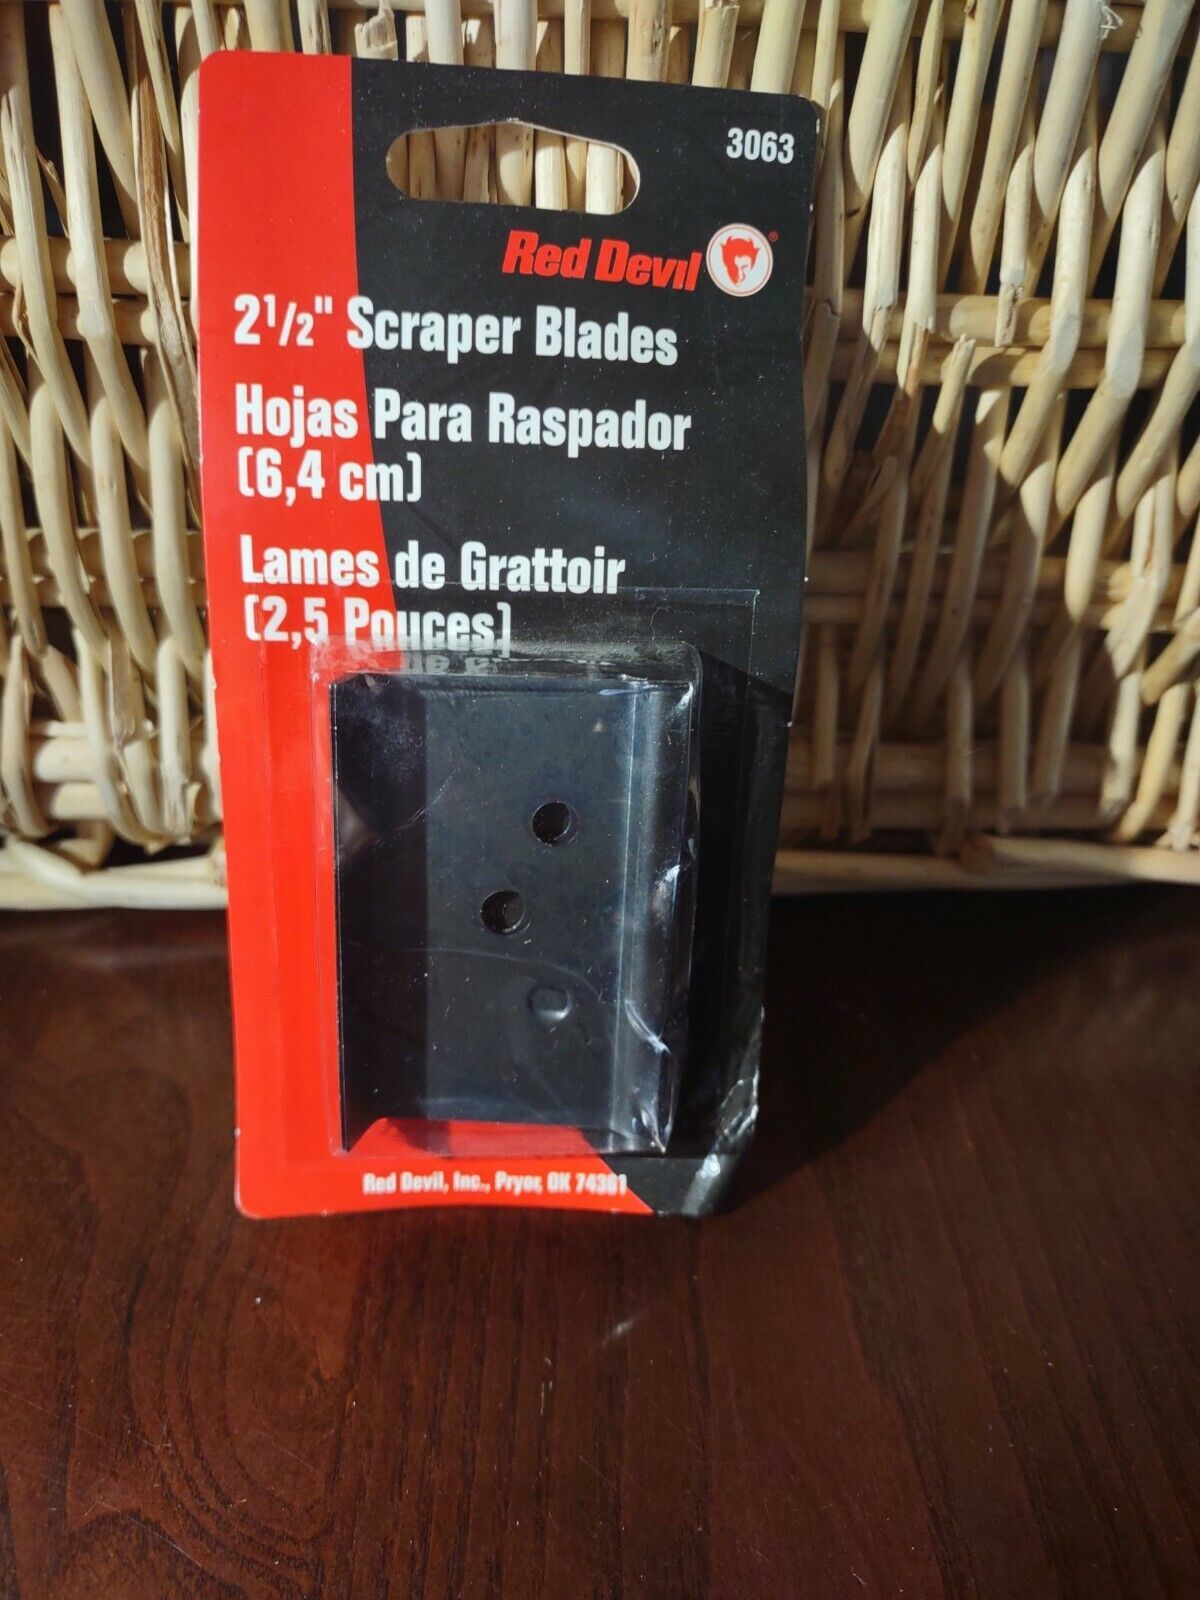 3063
Red Devil ®
2 1/2" Scraper Blades
Hojas Para Raspador
(6,4 cm)
Lames de Grattoir
(2,5 Pouces)
Red Devil, Inc., Pryor, OK 74361